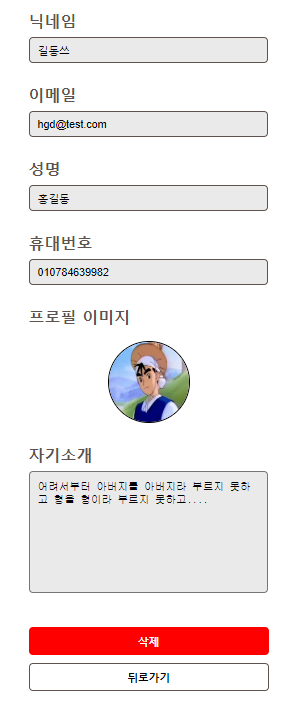 닉네임
길동쓰
이메일
hgd@test.com
성명
홍길동
휴대번호
010784639982
프로필 이미지
자기소개
어려서부터 아버지를 아버지라 부르지 못하
고 형을 형이라 부르지 못하고....
삭제
뒤로가기